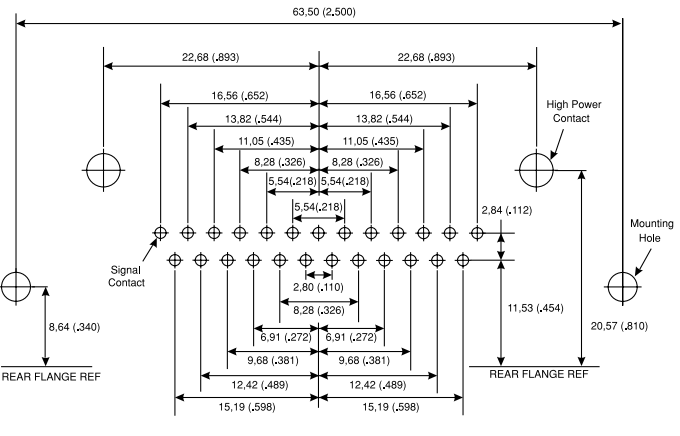 63,50 (2.500)
22,68 (.893) 22,68 (.893)
16,56 (.652) 16,56 (.652)
High Power
Contact
13,82 (.544) 13,82 (.544)
11,05 (.435) 11,05 (.435)
8,28 (.326) 8,28 (.326)
5,54(.218) 5,54(.218)
5,54(.218)
2,84 (.112)
Mounting
Hole
Signal
Contact
2,80 (.110)
8,28 (.326)
11,53 (.454)
8,64 (.340)
6,91 (.272) 6,91 (.272)
20,57 (.810)
9,68 (.381) 9,68 (.381)
REAR FLANGE REF REAR FLANGE REF
12,42 (.489) 12,42 (.489)
15,19 (.598) 15,19 (.598)